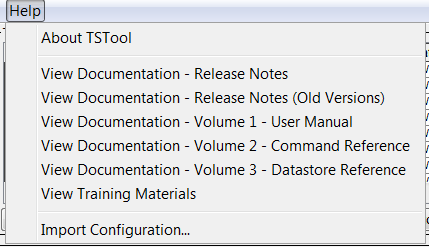 Help
About TSTool
View Documentation - Release Notes
View Documentation - Release Notes (Old Versions)
View Documentation - Volume 1 - User Manual
View Documentation - Volume 2 - Command Reference
View Documentation - Volume 3 - Datastore Reference
View Training Materials
Import Configuration...